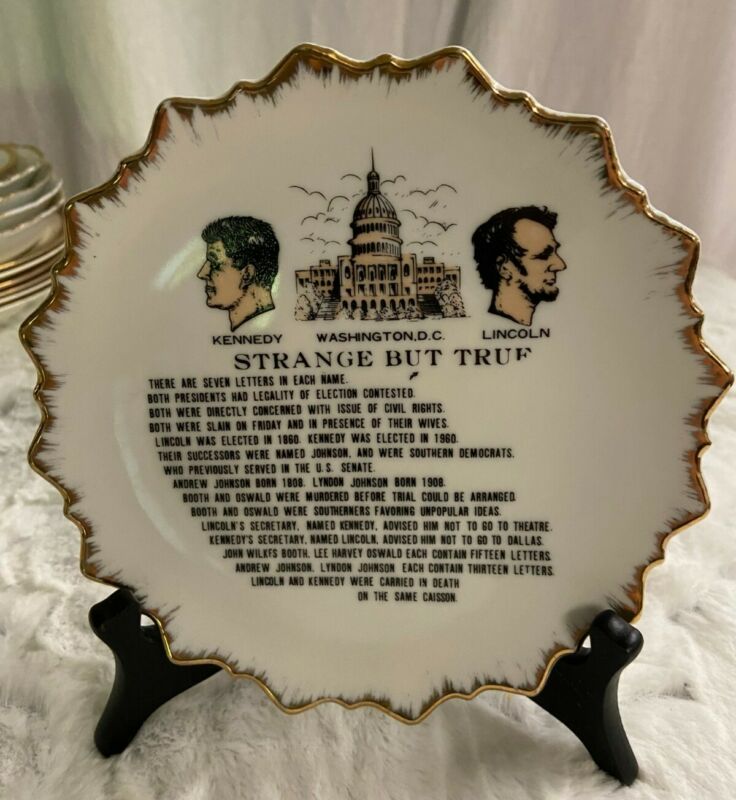 KENNEDY
WASHINGTON, D.C.
LINCOLN
STRANGE BUT TRUE
THERE ARE SEVEN LETTERS IN EACH NAME.
BOTH PRESIDENTS HAD LEGALITY OF ELECTION CONTESTED.
BOTH WERE DIRECTLY CONCERNED WITH ISSUE OF CIVIL RIGHTS.
BOTH WERE SLAIN ON FRIDAY AND IN PRESENCE OF THEIR WIVES.
LINCOLN WAS ELECTED IN 1860. KENNEDY WAS ELECTED IN 1960.
THEIR SUCCESSORS WERE NAMED JOHNSON, AND WERE SOUTHERN DEMOCRATS.
WHO PREVIOUSLY SERVED IN THE U.S. SENATE.
ANDREW JOHNSON BORN 1808. LYNDON JOHNSON BORN 1908.
BOOTH AND OSWALD WERE MURDERED BEFORE TRIAL COULD BE ARRANGED.
BOOTH AND OSWALD WERE SOUTHERNERS FAVORING UNPOPULAR IDEAS.
LINCOLN'S SECRETARY, NAMED KENNEDY, ADVISED HIM NOT TO GO TO THEATRE.
KENNEDY'S SECRETARY, NAMED LINCOLN, ADVISED HIM NOT TO GO TO DALLAS.
JOHN WILKES BOOTH, LEE HARVEY OSWALD EACH CONTAIN FIFTEEN LETTERS.
ANDREW JOHNSON, LYNDON JOHNSON EACH CONTAIN THIRTEEN LETTERS.
LINCOLN AND KENNEDY WERE CARRIED IN DEATH
ON THE SAME CAISSON.